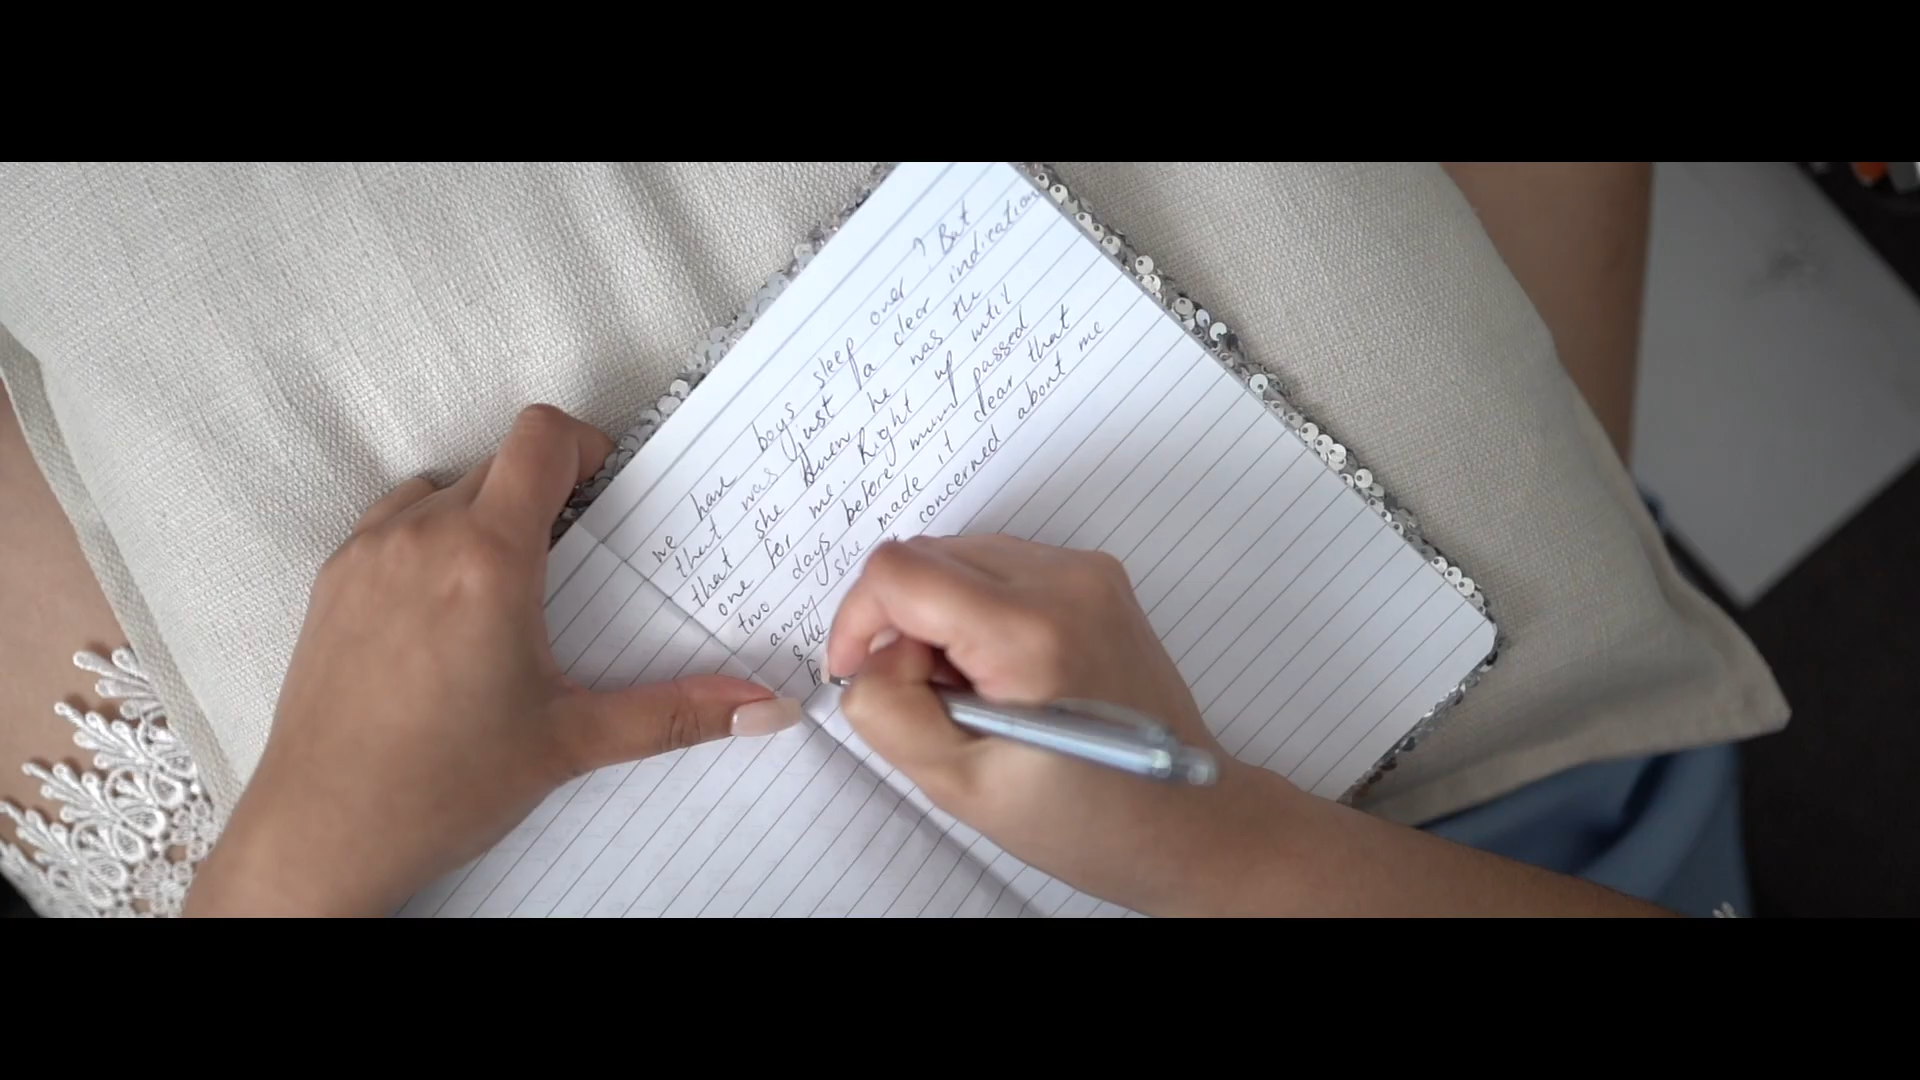 we have boys sleep over? But
that was just a clear indication
that she knew he was the
one for me. Right up until
two days before mum passed
away she made it clear that
she concerned about me